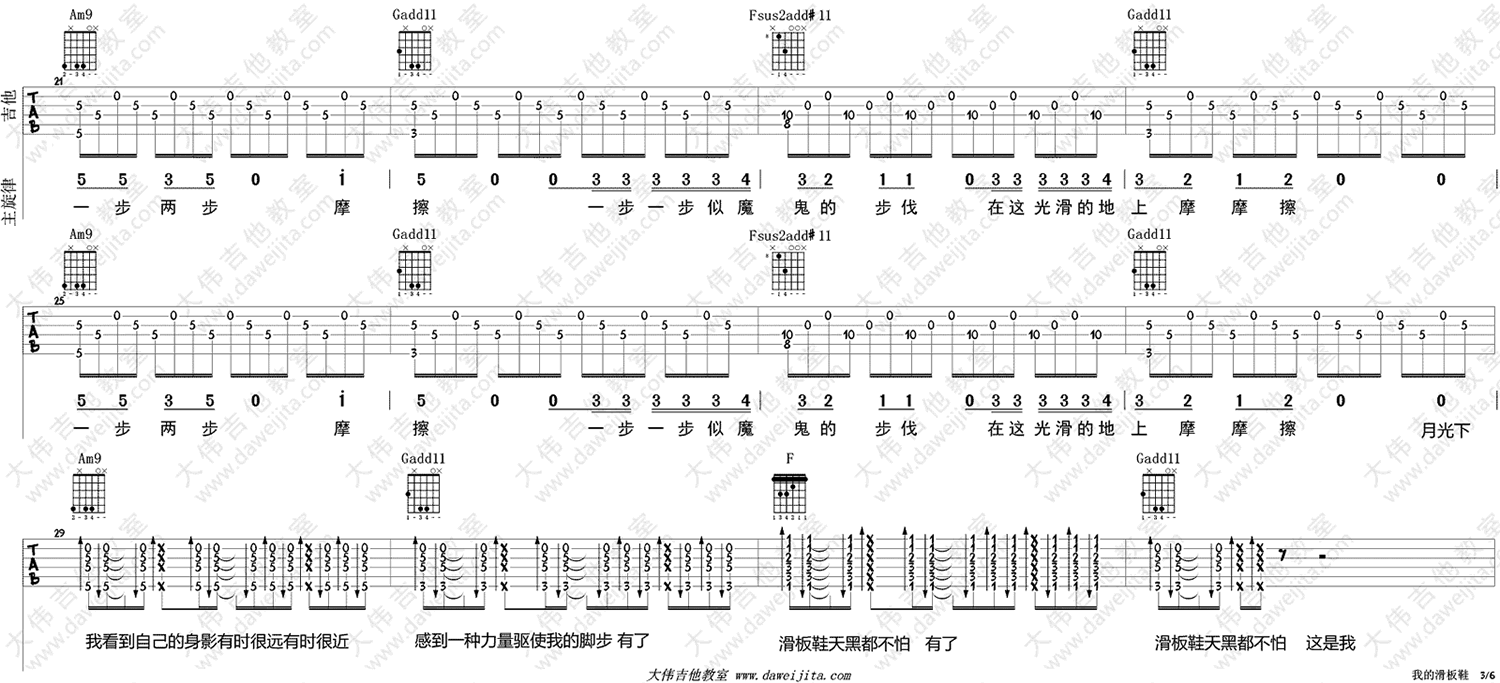 Am9 Gadd11 Fsus2add#11 Gadd11
21
吉他 TAB
主旋律 5 5 3 5 0 i | 5 0 0 3 3 3 3 3 4 | 3 2 1 1 0 3 3 3 3 3 4 | 3 2 1 2 0 0 |
一步 两步 摩 擦 一步一步似魔 鬼的 步伐 在这光滑的地 上摩 摩擦
Am9 Gadd11 Fsus2add#11 Gadd11
25
TAB
5 5 3 5 0 i | 5 0 0 3 3 3 3 3 4 | 3 2 1 1 0 3 3 3 3 3 4 | 3 2 1 2 0 0 |
一步 两步 摩 擦 一步一步似魔 鬼的 步伐 在这光滑的地 上摩 摩擦 月光下
Am9 Gadd11 F Gadd11
29
TAB
我看到自己的身影有时很远有时很近 感到一种力量驱使我的脚步 有了 滑板鞋天黑都不怕 有了 滑板鞋天黑都不怕 这是我
大伟吉他教室 www.daweijita.com
我的滑板鞋 3/6